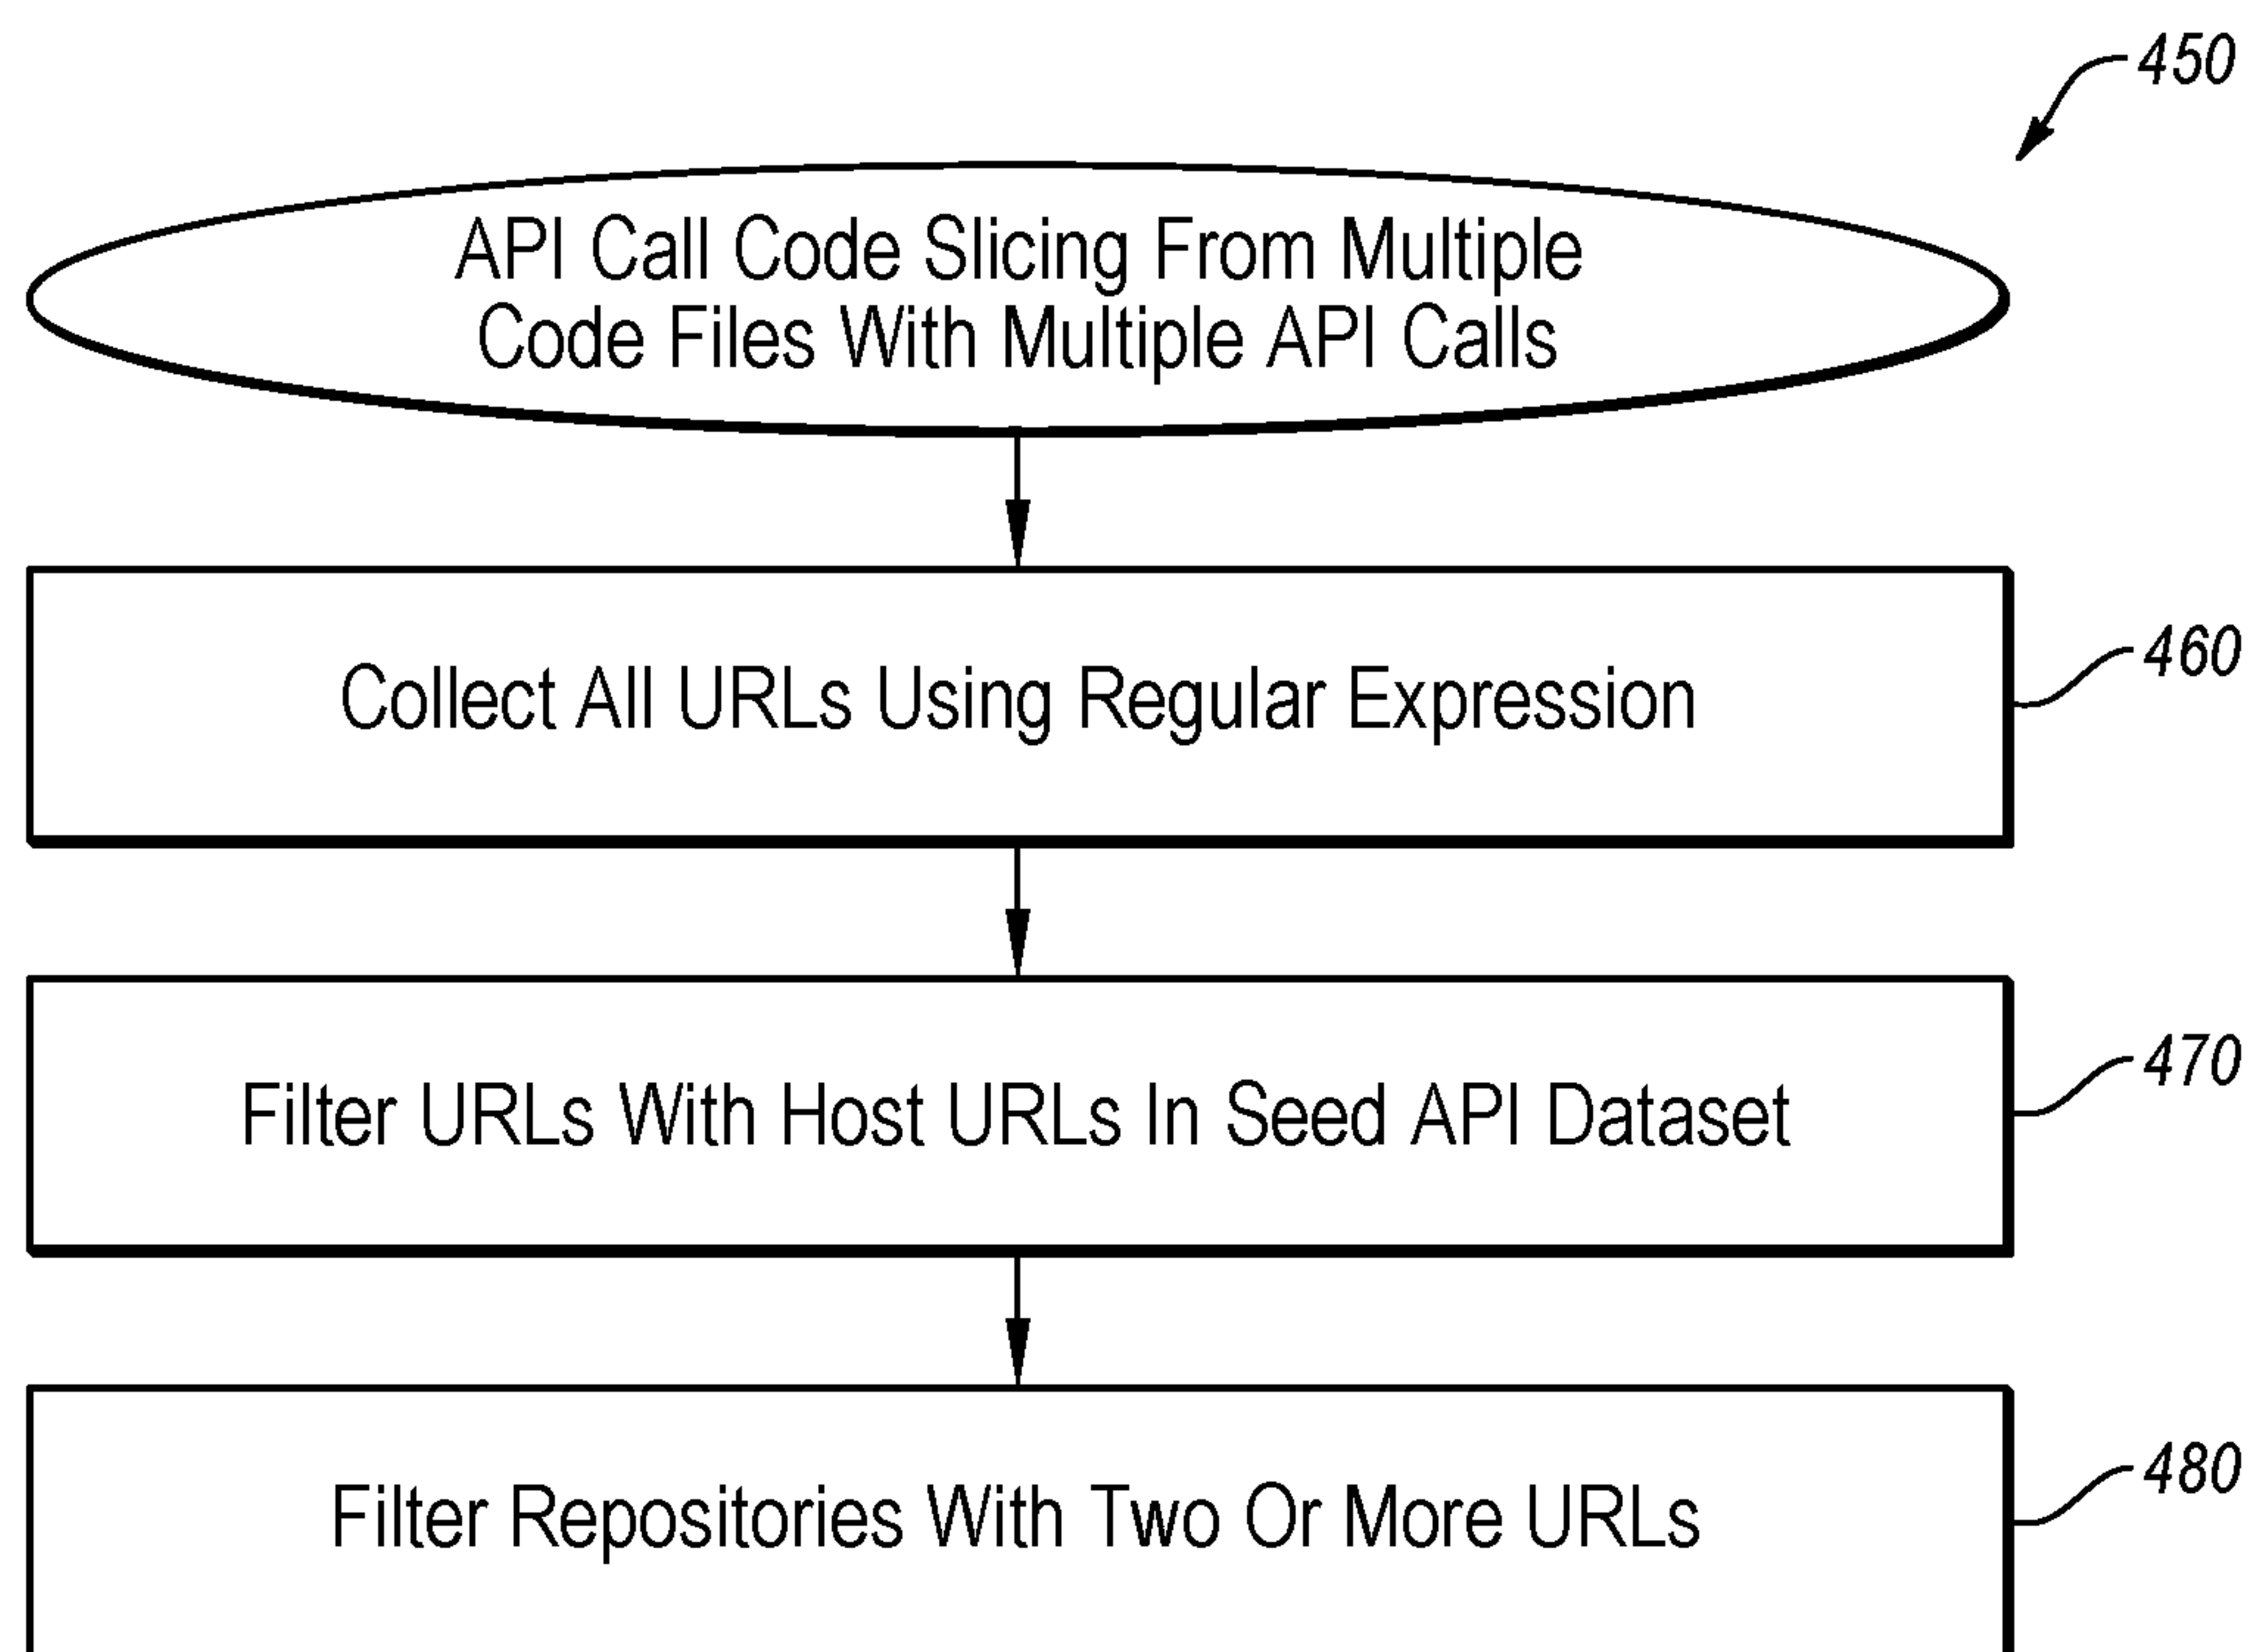 450
API Call Code Slicing From Multiple
Code Files With Multiple API Calls
Collect All URLs Using Regular Expression
460
Filter URLs With Host URLs In Seed API Dataset
470
Filter Repositories With Two Or More URLs
480